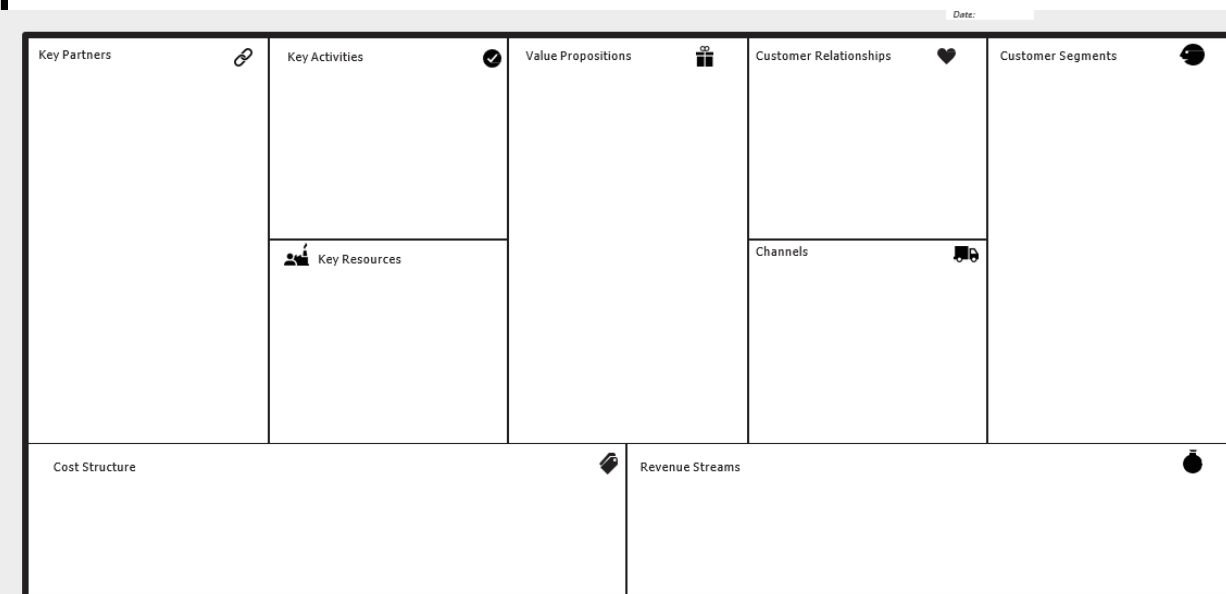 Date:
Key Partners
Key Activities
Value Propositions
Customer Relationships
Customer Segments
Key Resources
Channels
Cost Structure
Revenue Streams